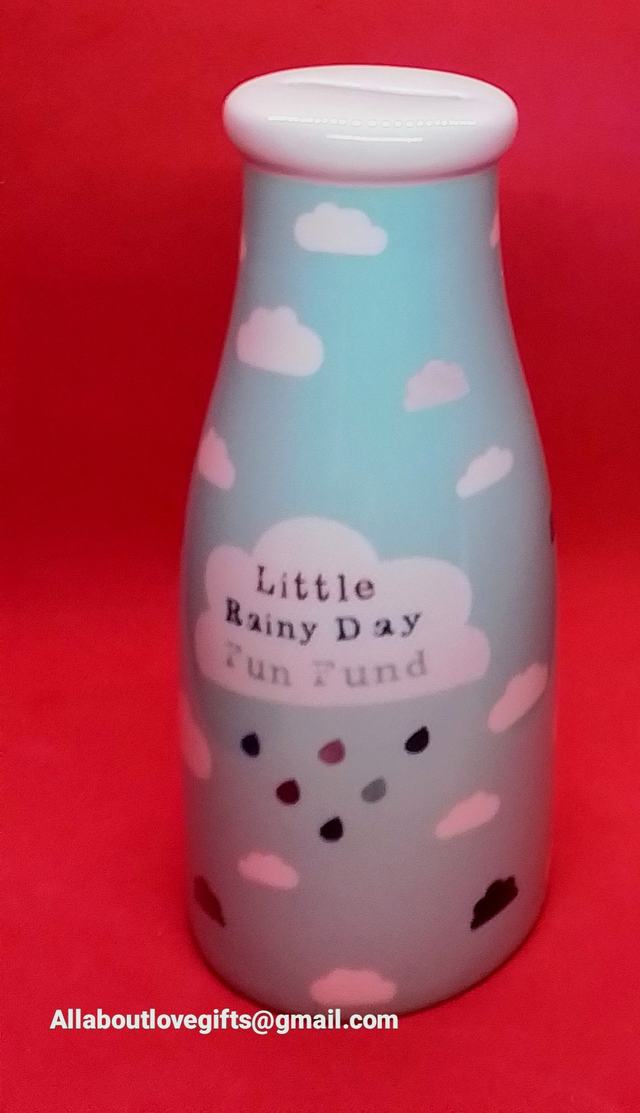 Little
Rainy Day
Fun Fund
Allaboutlovegifts@gmail.com